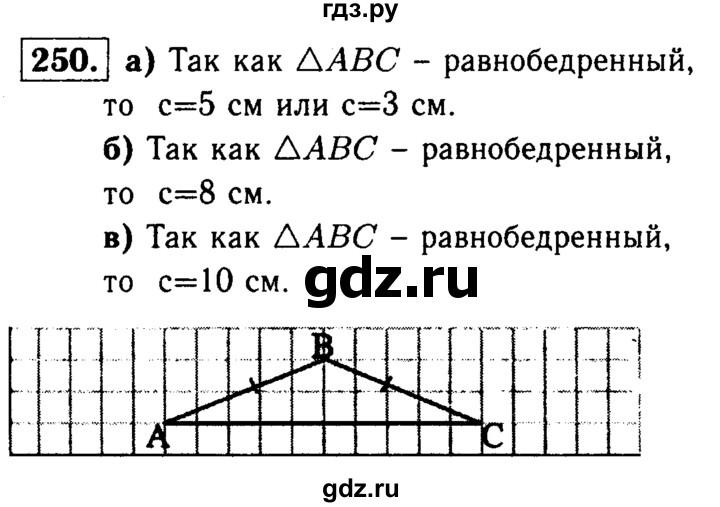 гдз.ру
250. а) Так как △ABC – равнобедренный,
то с=5 см или с=3 см.
б) Так как △ABC – равнобедренный,
то с=8 см.
в) Так как △ABC – равнобедренный,
то с=10 см.
gdz.ru
B
A C
gdz.ru